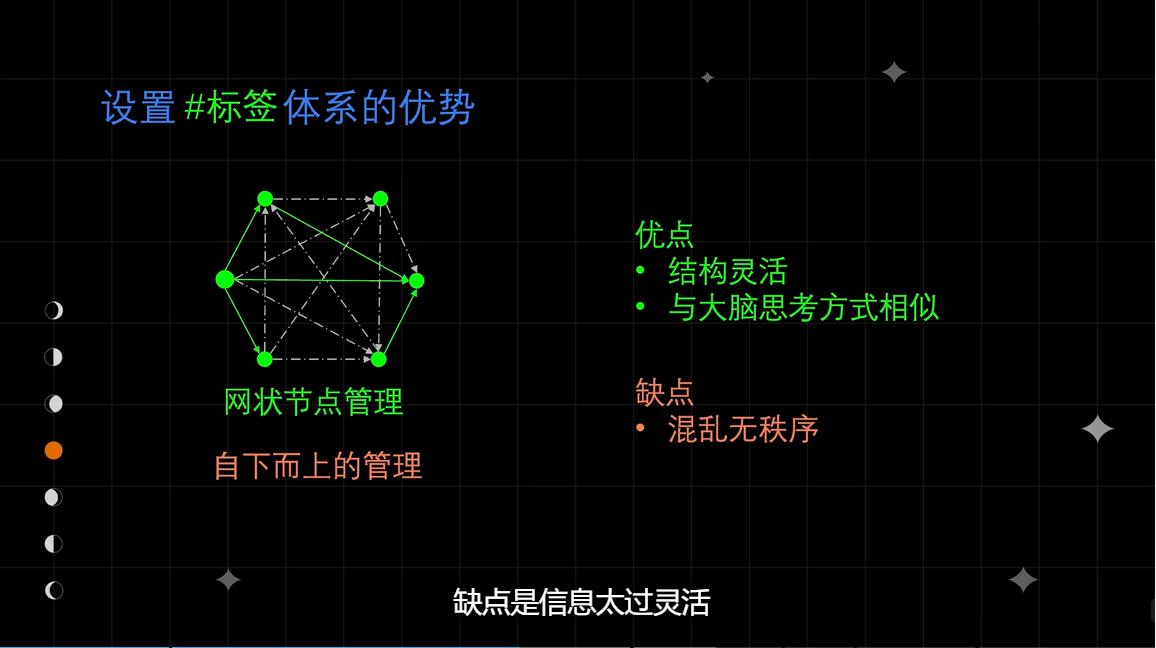 设置#标签体系的优势
网状节点管理
自下而上的管理
优点
• 结构灵活
• 与大脑思考方式相似
缺点
• 混乱无秩序
缺点是信息太过灵活